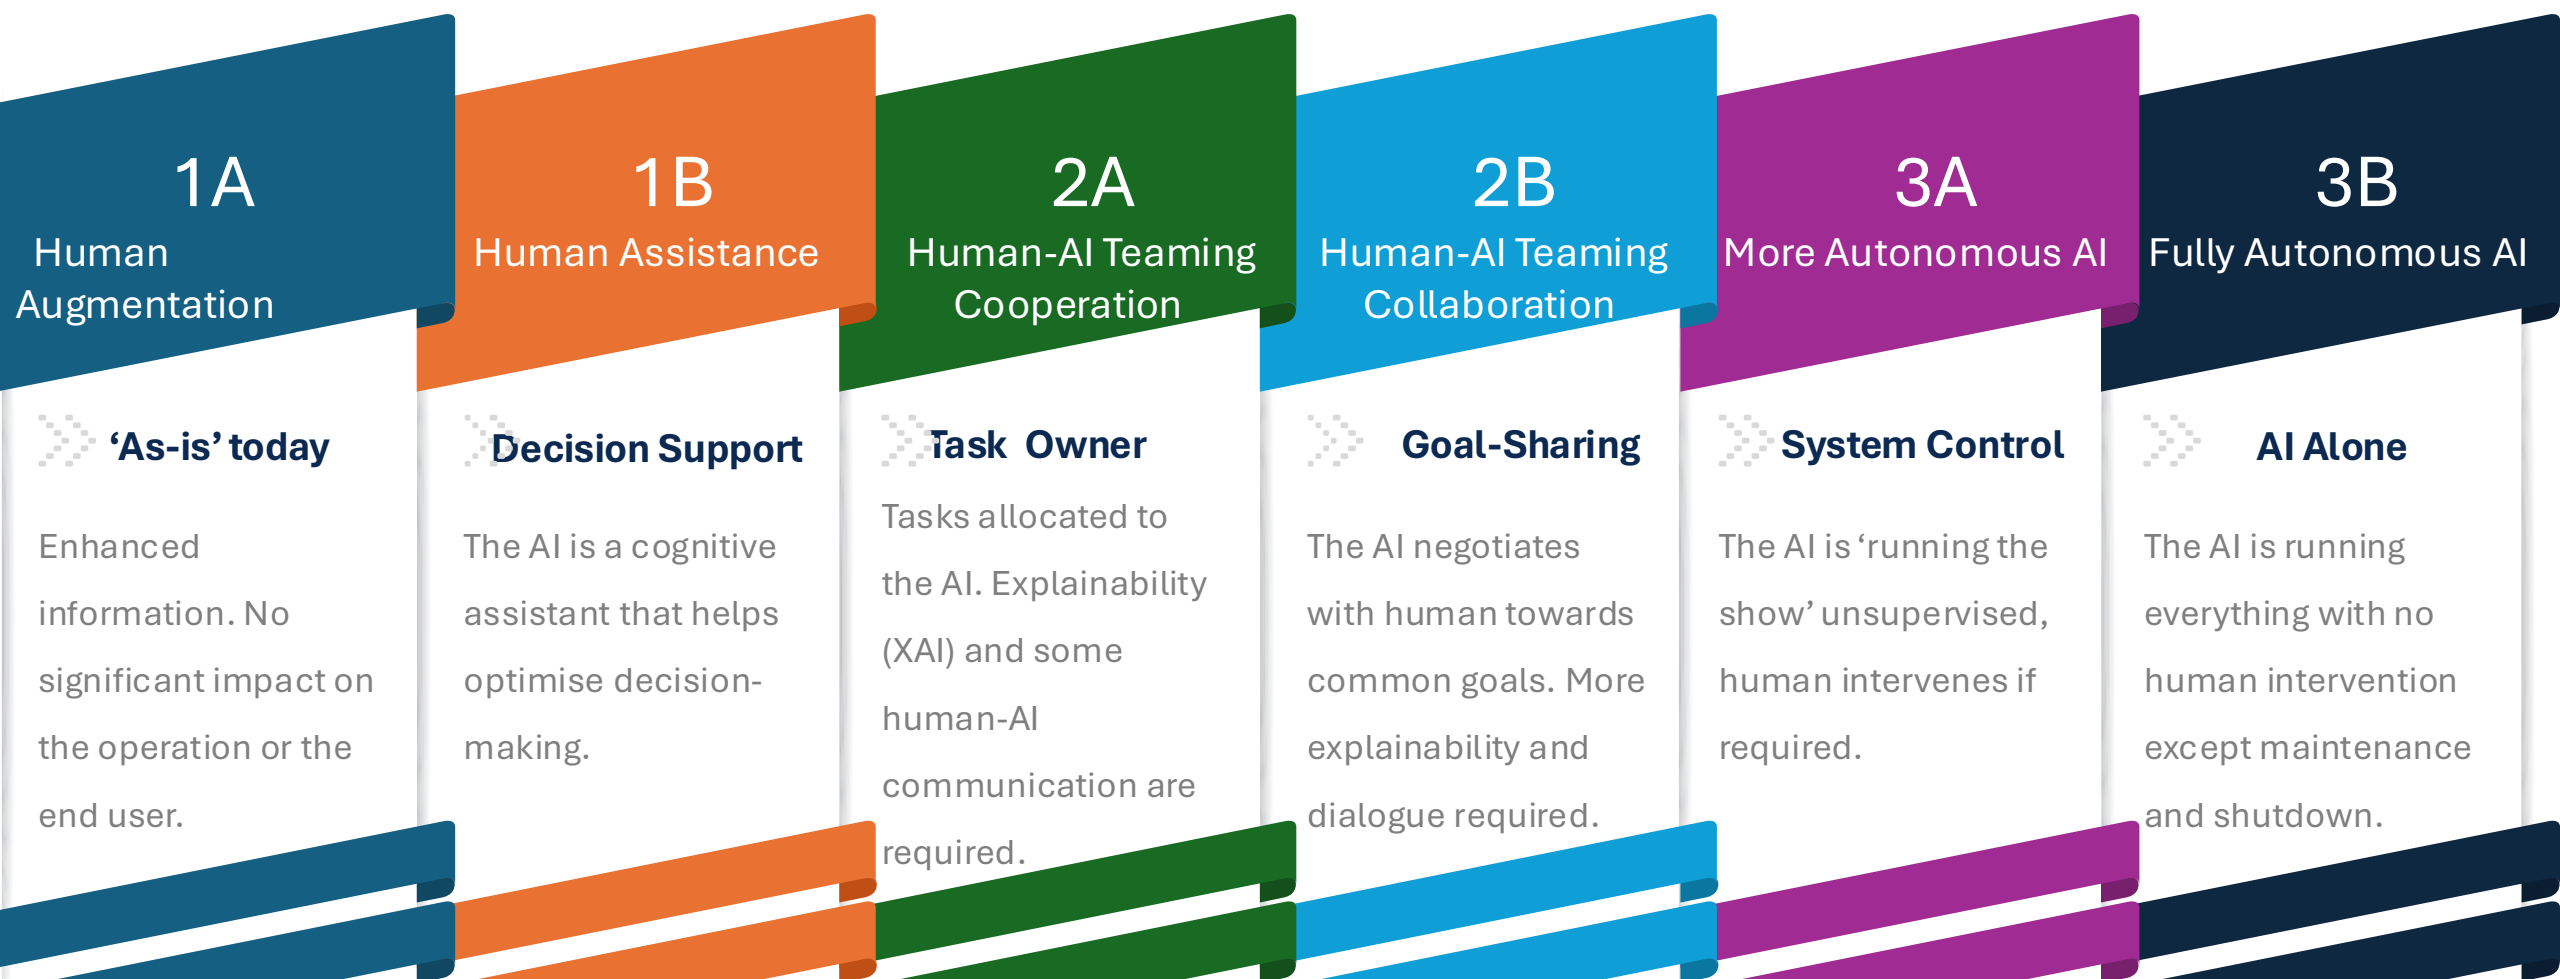 1A
Human
Augmentation
‘As-is’ today
Enhanced
information. No
significant impact on
the operation or the
end user.
1B
Human Assistance
Decision Support
The AI is a cognitive
assistant that helps
optimise decision-
making.
2A
Human-AI Teaming
Cooperation
Task Owner
Tasks allocated to
the AI. Explainability
(XAI) and some
human-AI
communication are
required.
2B
Human-AI Teaming
Collaboration
Goal-Sharing
The AI negotiates
with human towards
common goals. More
explainability and
dialogue required.
3A
More Autonomous AI
System Control
The AI is ‘running the
show’ unsupervised,
human intervenes if
required.
3B
Fully Autonomous AI
AI Alone
The AI is running
everything with no
human intervention
except maintenance
and shutdown.